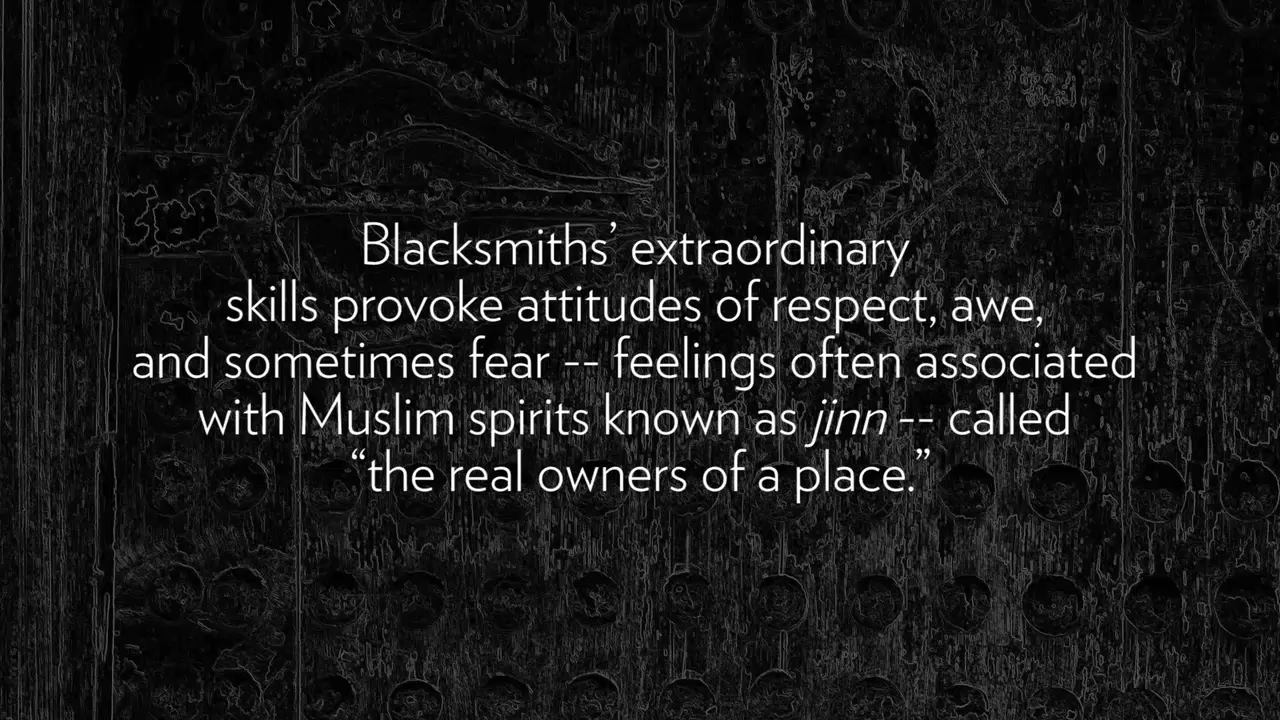 Blacksmiths’ extraordinary
skills provoke attitudes of respect, awe,
and sometimes fear -- feelings often associated
with Muslim spirits known as jinn -- called
“the real owners of a place.”